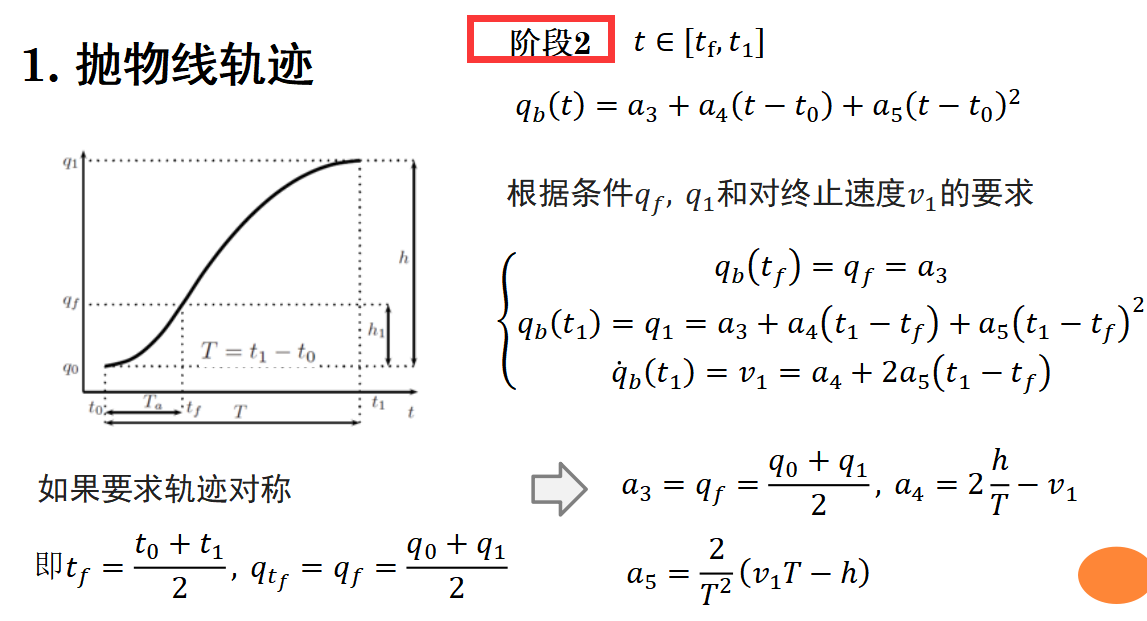 1. 抛物线轨迹
阶段2 t ∈ [t_f, t_1]
q_b(t) = a_3 + a_4(t − t_0) + a_5(t − t_0)^2
根据条件q_f, q_1和对终止速度v_1的要求
q_b(t_f) = q_f = a_3
q_b(t_1) = q_1 = a_3 + a_4(t_1 − t_f) + a_5(t_1 − t_f)^2
q̇_b(t_1) = v_1 = a_4 + 2a_5(t_1 − t_f)
q_1
h
q_f
h_1
T = t_1 − t_0
q_0
t_0 T_a t_f T t_1 t
如果要求轨迹对称
即t_f = (t_0 + t_1)/2, q_{t_f} = q_f = (q_0 + q_1)/2
a_3 = q_f = (q_0 + q_1)/2, a_4 = 2 h/T − v_1
a_5 = 2/T^2 (v_1T − h)